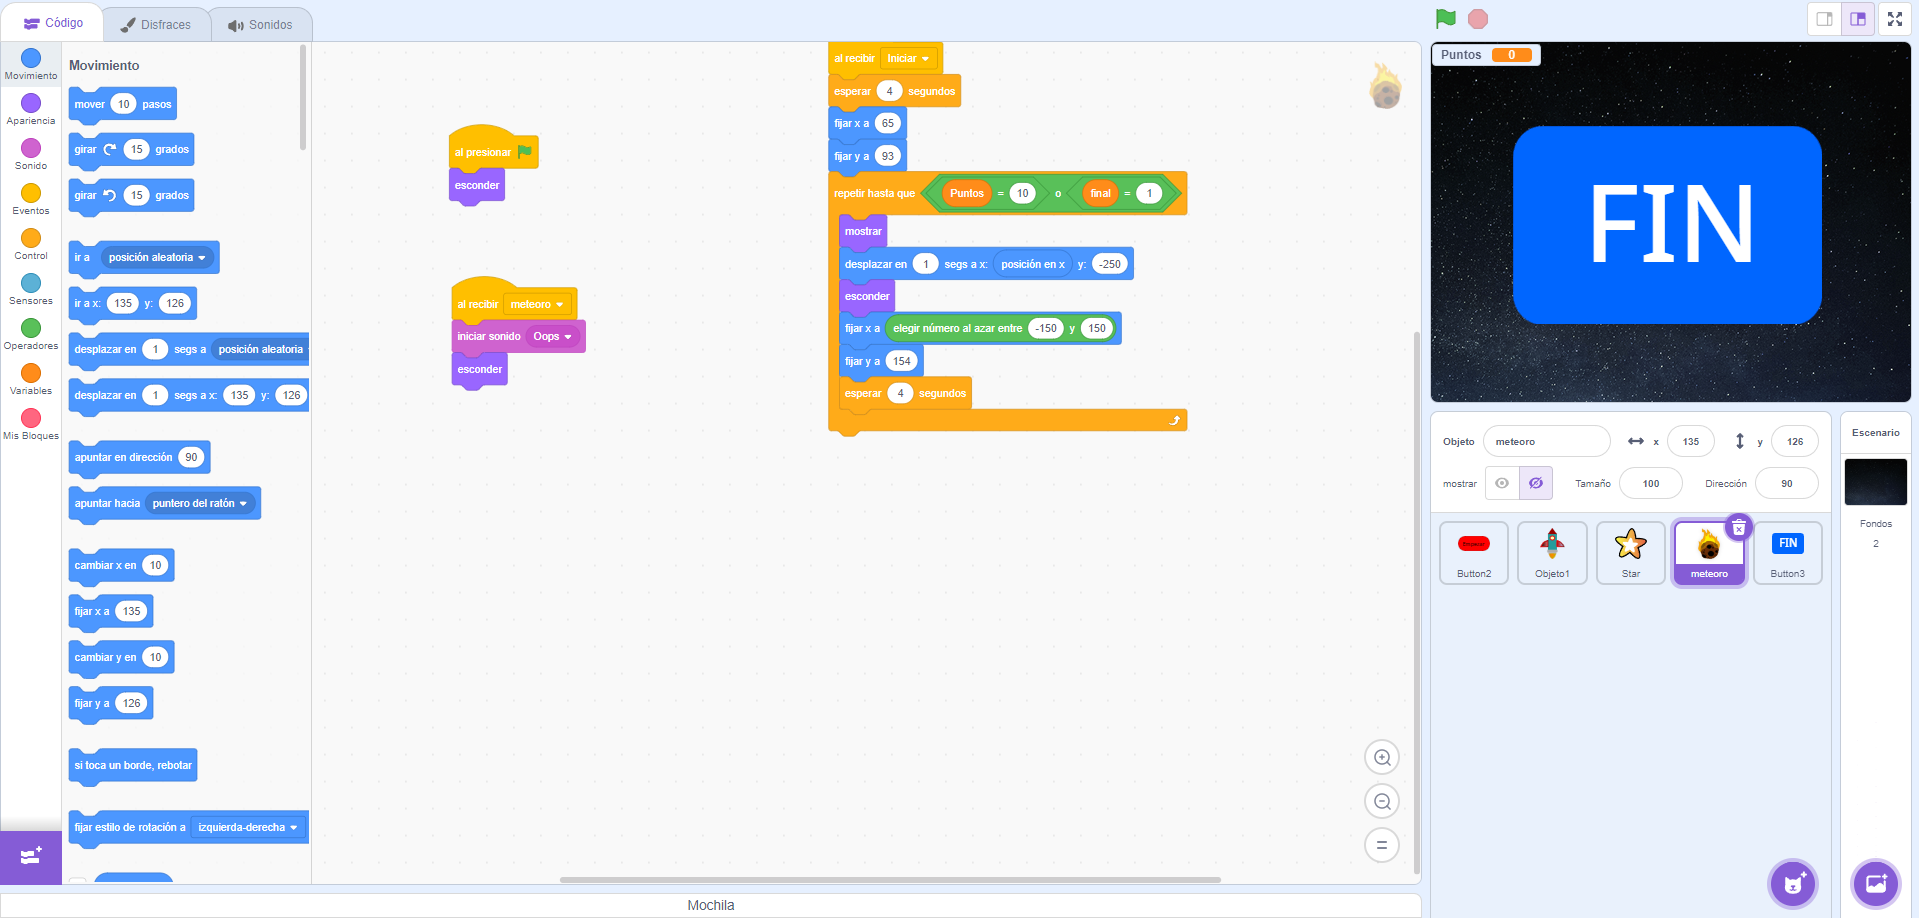 Código
Disfraces
Sonidos
Movimiento
Apariencia
Sonido
Eventos
Control
Sensores
Operadores
Variables
Mis Bloques
Movimiento
mover 10 pasos
girar 15 grados
girar 15 grados
ir a posición aleatoria
ir a x: 135 y: 126
desplazar en 1 segs a posición aleatoria
desplazar en 1 segs a x: 135 y: 126
apuntar en dirección 90
apuntar hacia puntero del ratón
cambiar x en 10
fijar x a 135
cambiar y en 10
fijar y a 126
si toca un borde, rebotar
fijar estilo de rotación a izquierda-derecha
al presionar
esconder
al recibir meteoro
iniciar sonido Oops
esconder
al recibir Iniciar
esperar 4 segundos
fijar x a 65
fijar y a 93
repetir hasta que Puntos = 10 o final = 1
mostrar
desplazar en 1 segs a x: posición en x y: -250
esconder
fijar x a elegir número al azar entre -150 y 150
fijar y a 154
esperar 4 segundos
Mochila
Puntos 0
FIN
Objeto meteoro x 135 y 126
mostrar Tamaño 100 Dirección 90
Button2
Objeto1
Star
meteoro
FIN
Button3
Escenario
Fondos
2